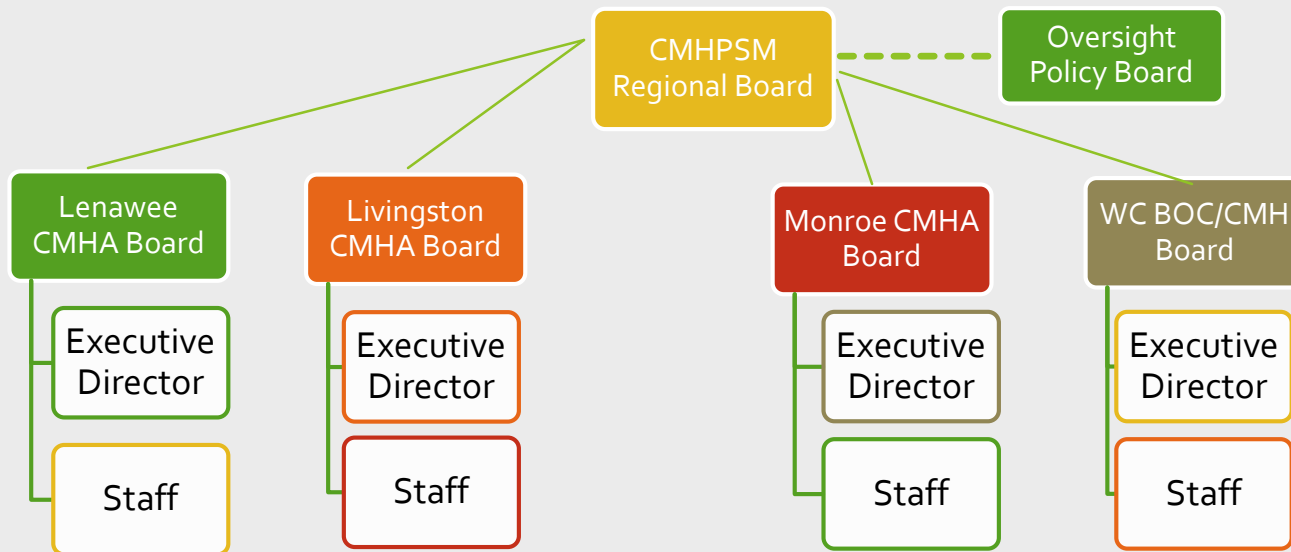 CMHPSM
Regional Board
Oversight
Policy Board
Lenawee
CMHA Board
Livingston
CMHA Board
Monroe CMHA
Board
WC BOC/CMH
Board
Executive
Director
Executive
Director
Executive
Director
Executive
Director
Staff
Staff
Staff
Staff